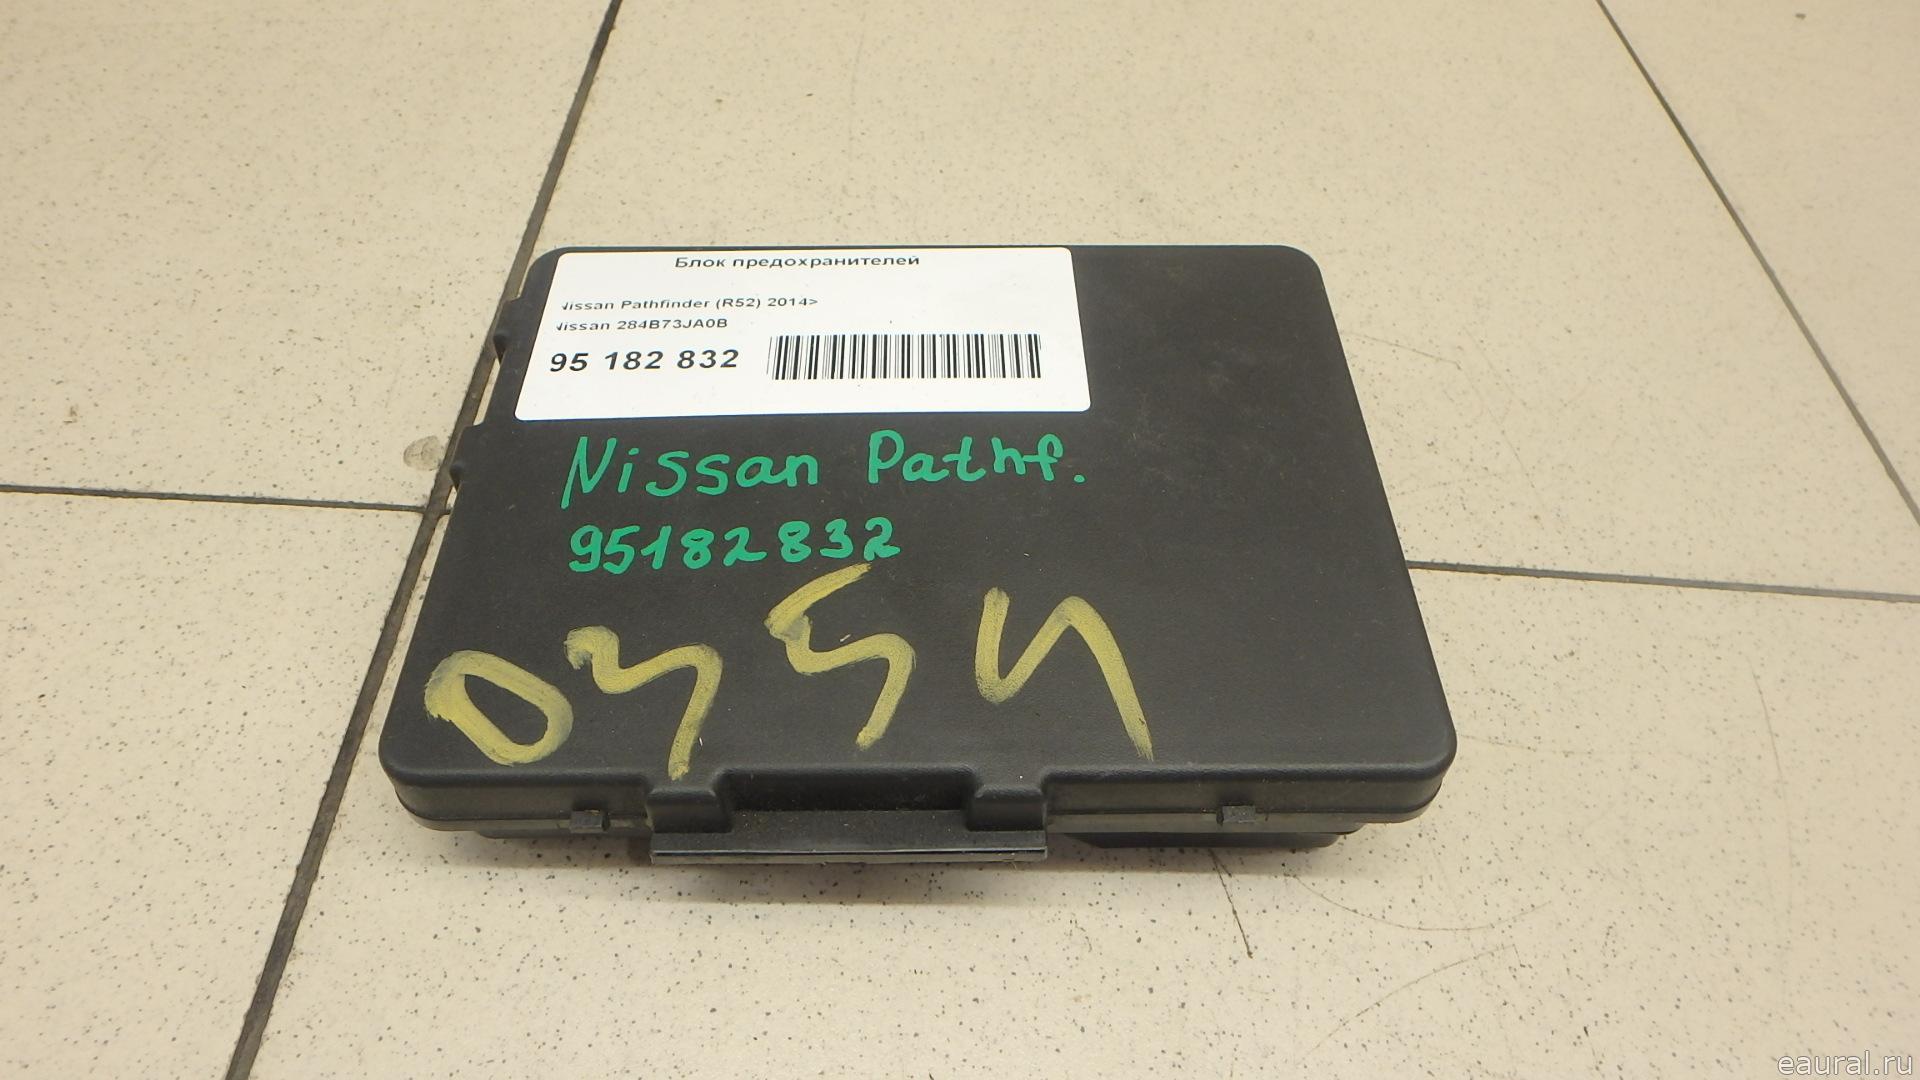 Блок предохранителей
Nissan Pathfinder (R52) 2014>
Nissan 284B73JA0B
95 182 832
Nissan Pathf.
95182832
eaural.ru